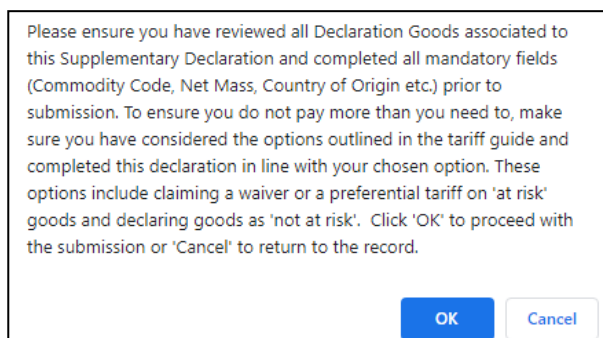 Please ensure you have reviewed all Declaration Goods associated to
this Supplementary Declaration and completed all mandatory fields
(Commodity Code, Net Mass, Country of Origin etc.) prior to
submission. To ensure you do not pay more than you need to, make
sure you have considered the options outlined in the tariff guide and
completed this declaration in line with your chosen option. These
options include claiming a waiver or a preferential tariff on 'at risk'
goods and declaring goods as 'not at risk'.  Click 'OK' to proceed with
the submission or 'Cancel' to return to the record.
OK Cancel